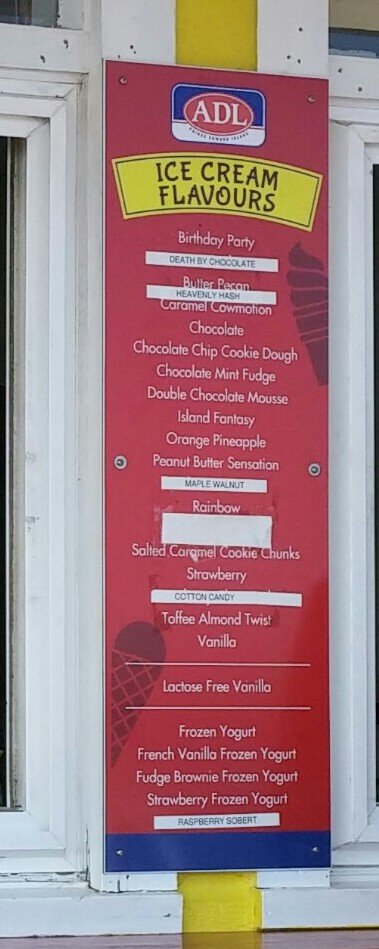 ADL
PRINCE EDWARD ISLAND
ICE CREAM
FLAVOURS
Birthday Party
DEATH BY CHOCOLATE
Butter Pecan
HEAVENLY HASH
Caramel Cowmotion
Chocolate
Chocolate Chip Cookie Dough
Chocolate Mint Fudge
Double Chocolate Mousse
Island Fantasy
Orange Pineapple
Peanut Butter Sensation
MAPLE WALNUT
Rainbow
Salted Caramel Cookie Chunks
Strawberry
COTTON CANDY
Toffee Almond Twist
Vanilla
Lactose Free Vanilla
Frozen Yogurt
French Vanilla Frozen Yogurt
Fudge Brownie Frozen Yogurt
Strawberry Frozen Yogurt
RASPBERRY SOBERT